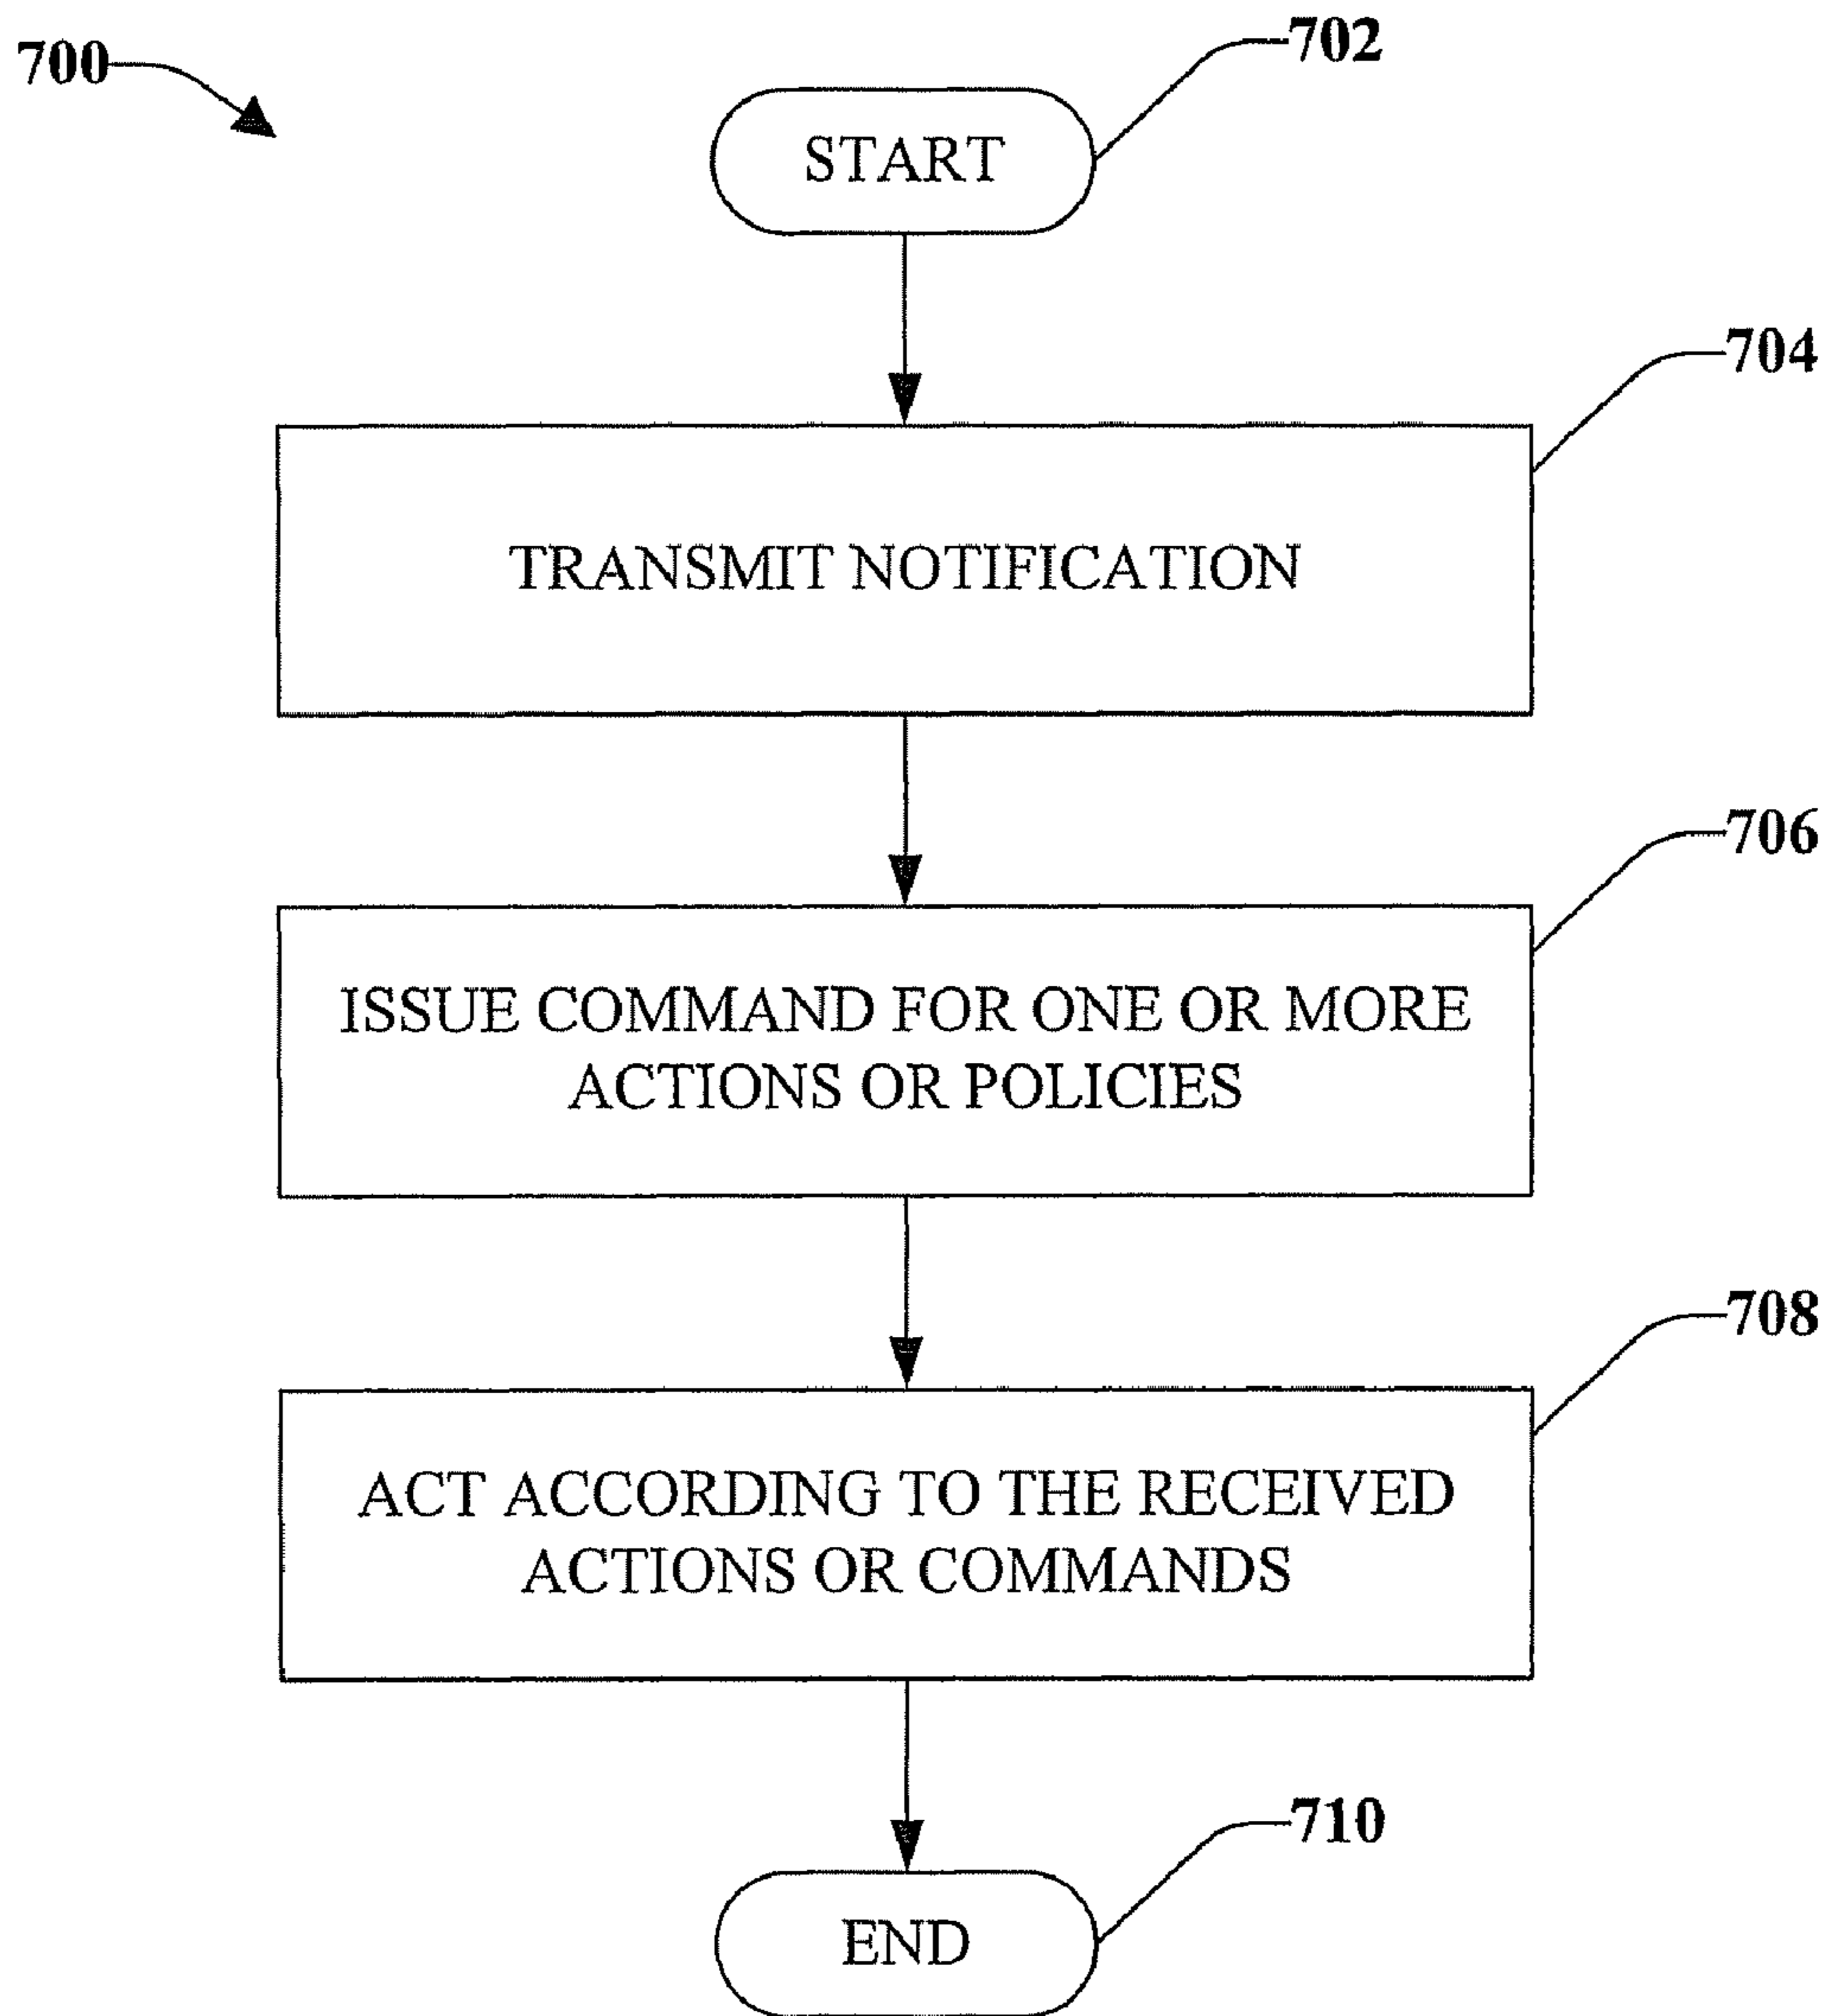 700
702
START
704
TRANSMIT NOTIFICATION
706
ISSUE COMMAND FOR ONE OR MORE
ACTIONS OR POLICIES
708
ACT ACCORDING TO THE RECEIVED
ACTIONS OR COMMANDS
710
END